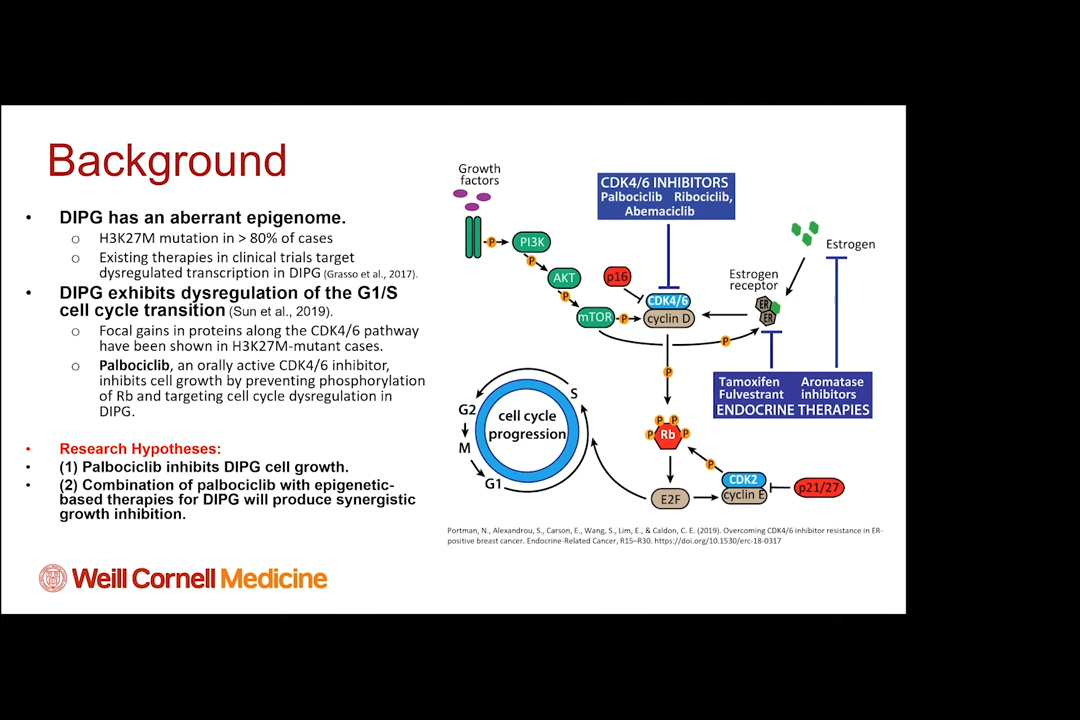 Background
• DIPG has an aberrant epigenome.
o H3K27M mutation in > 80% of cases
o Existing therapies in clinical trials target
dysregulated transcription in DIPG (Grasso et al., 2017).
• DIPG exhibits dysregulation of the G1/S
cell cycle transition (Sun et al., 2019).
o Focal gains in proteins along the CDK4/6 pathway
have been shown in H3K27M-mutant cases.
o Palbociclib, an orally active CDK4/6 inhibitor,
inhibits cell growth by preventing phosphorylation
of Rb and targeting cell cycle dysregulation in
DIPG.
• Research Hypotheses:
• (1) Palbociclib inhibits DIPG cell growth.
• (2) Combination of palbociclib with epigenetic-
based therapies for DIPG will produce synergistic
growth inhibition.
Weill Cornell Medicine
Growth
factors
P
PI3K
P
AKT
P
mTOR
P
p16
CDK4/6 INHIBITORS
Palbociclib Ribociclib,
Abemaciclib
CDK4/6
cyclin D
Estrogen
Estrogen
receptor
ER
ER
P
Tamoxifen Aromatase
Fulvestrant inhibitors
ENDOCRINE THERAPIES
P
P P
P Rb P
P
CDK2
cyclin E
p21/27
E2F
cell cycle
progression
S
G2
M
G1
Portman, N., Alexandrou, S., Carson, E., Wang, S., Lim, E., & Caldon, C. E. (2019). Overcoming CDK4/6 inhibitor resistance in ER-
positive breast cancer. Endocrine-Related Cancer, R15–R30. https://doi.org/10.1530/erc-18-0317